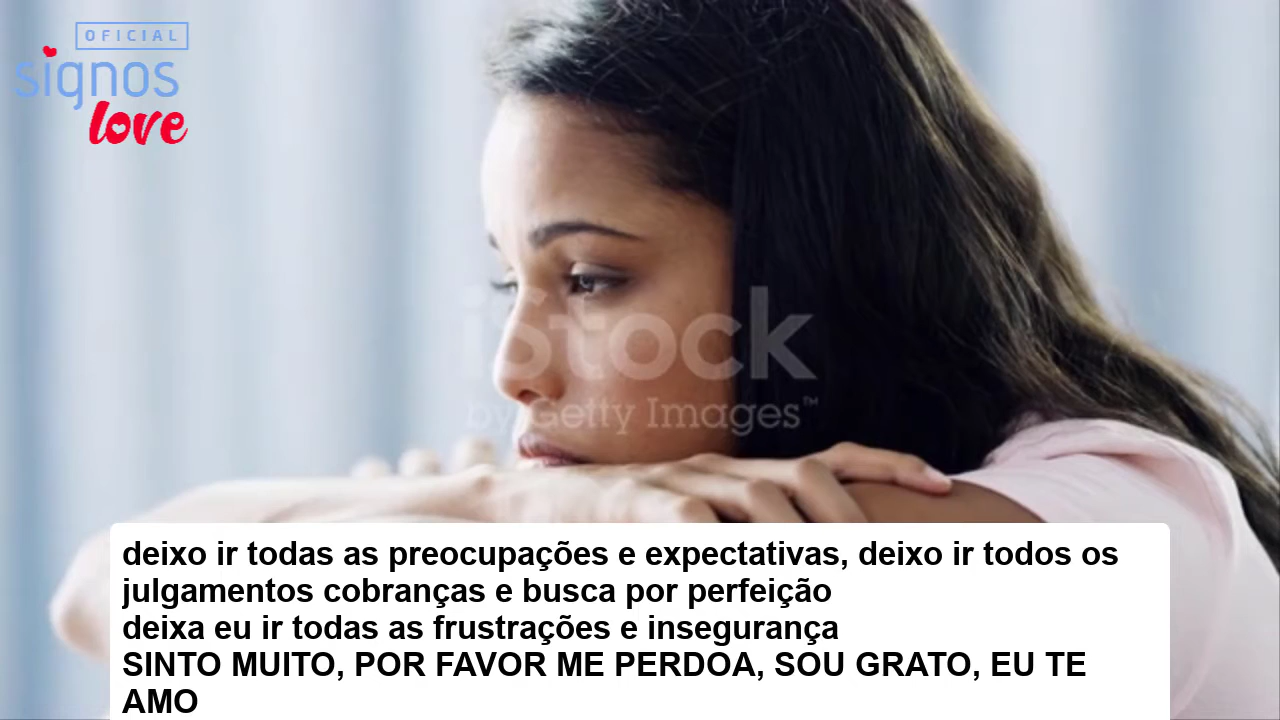 OFICIAL
signos
love
iStock
by Getty Images™
deixo ir todas as preocupações e expectativas, deixo ir todos os
julgamentos cobranças e busca por perfeição
deixa eu ir todas as frustrações e insegurança
SINTO MUITO, POR FAVOR ME PERDOA, SOU GRATO, EU TE
AMO